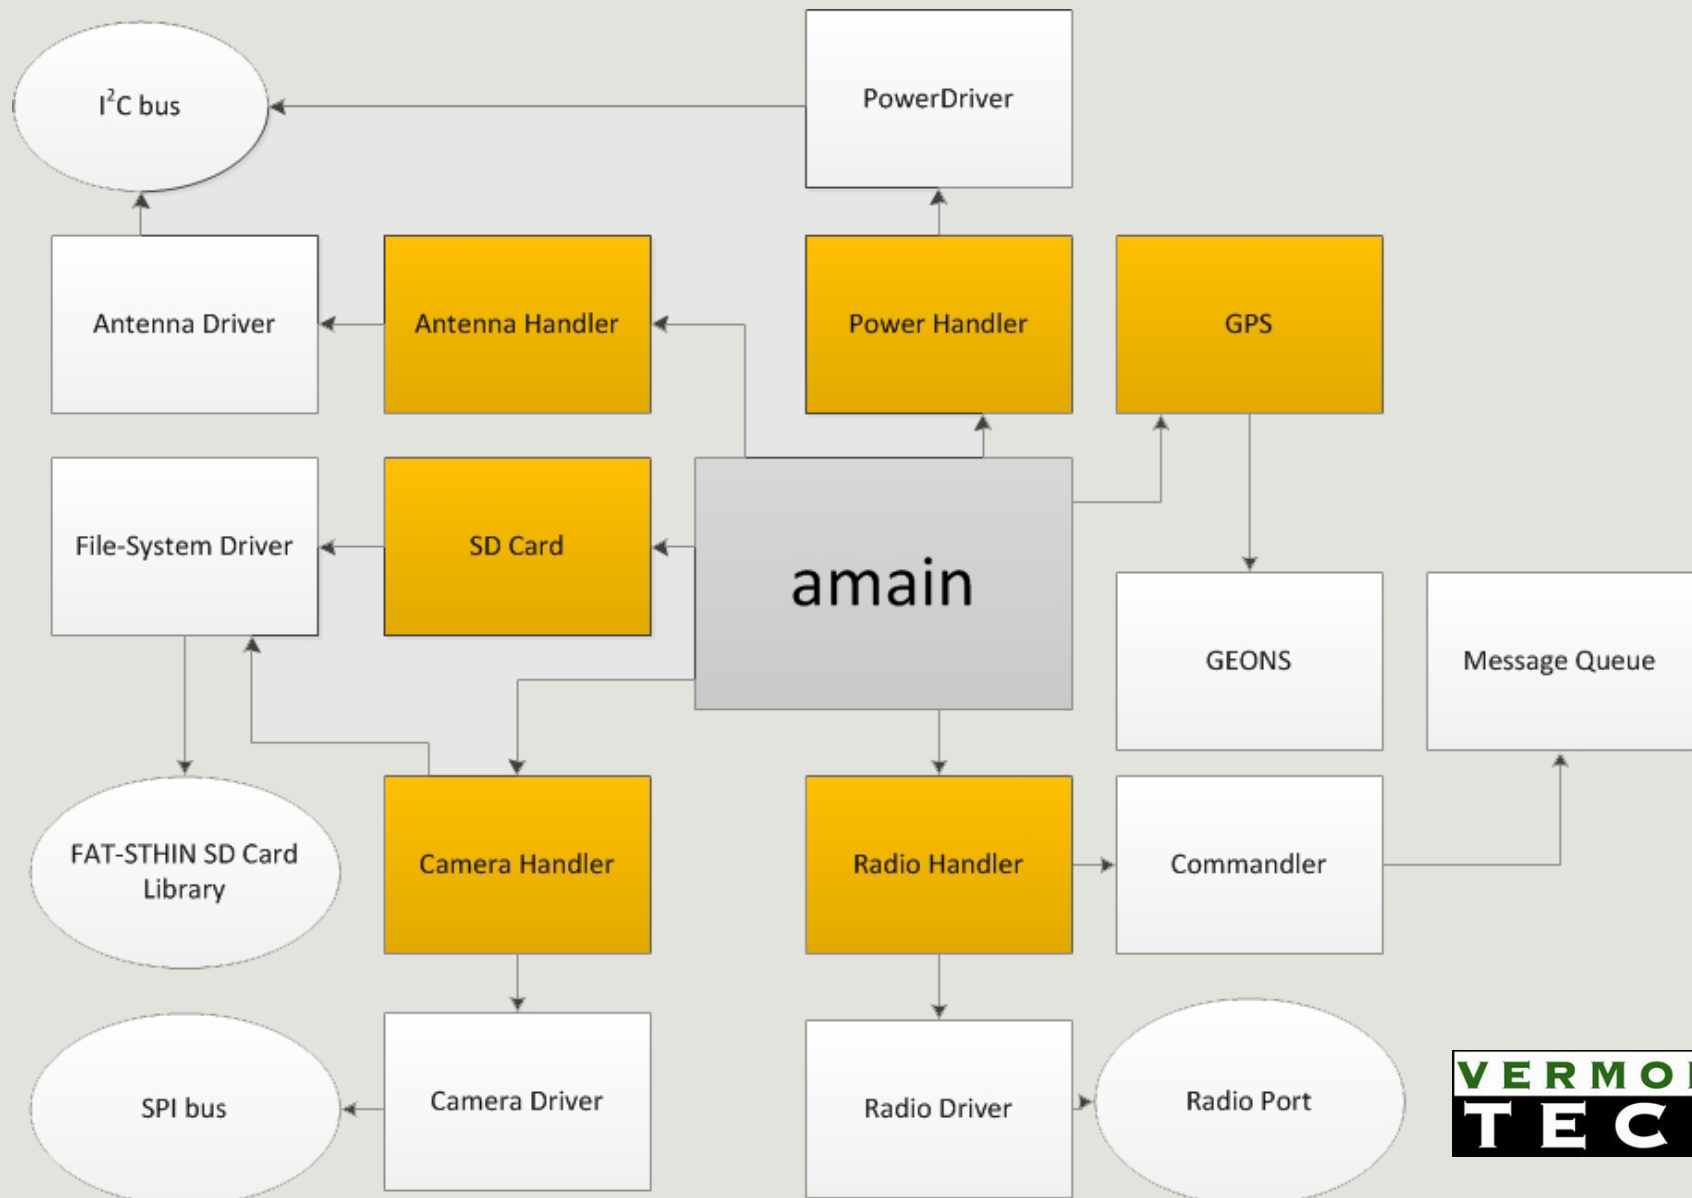 I²C bus
PowerDriver
Antenna Driver
Antenna Handler
Power Handler
GPS
File-System Driver
SD Card
amain
GEONS
Message Queue
FAT-STHIN SD Card
Library
Camera Handler
Radio Handler
Commandler
SPI bus
Camera Driver
Radio Driver
Radio Port
VERMO
TEC